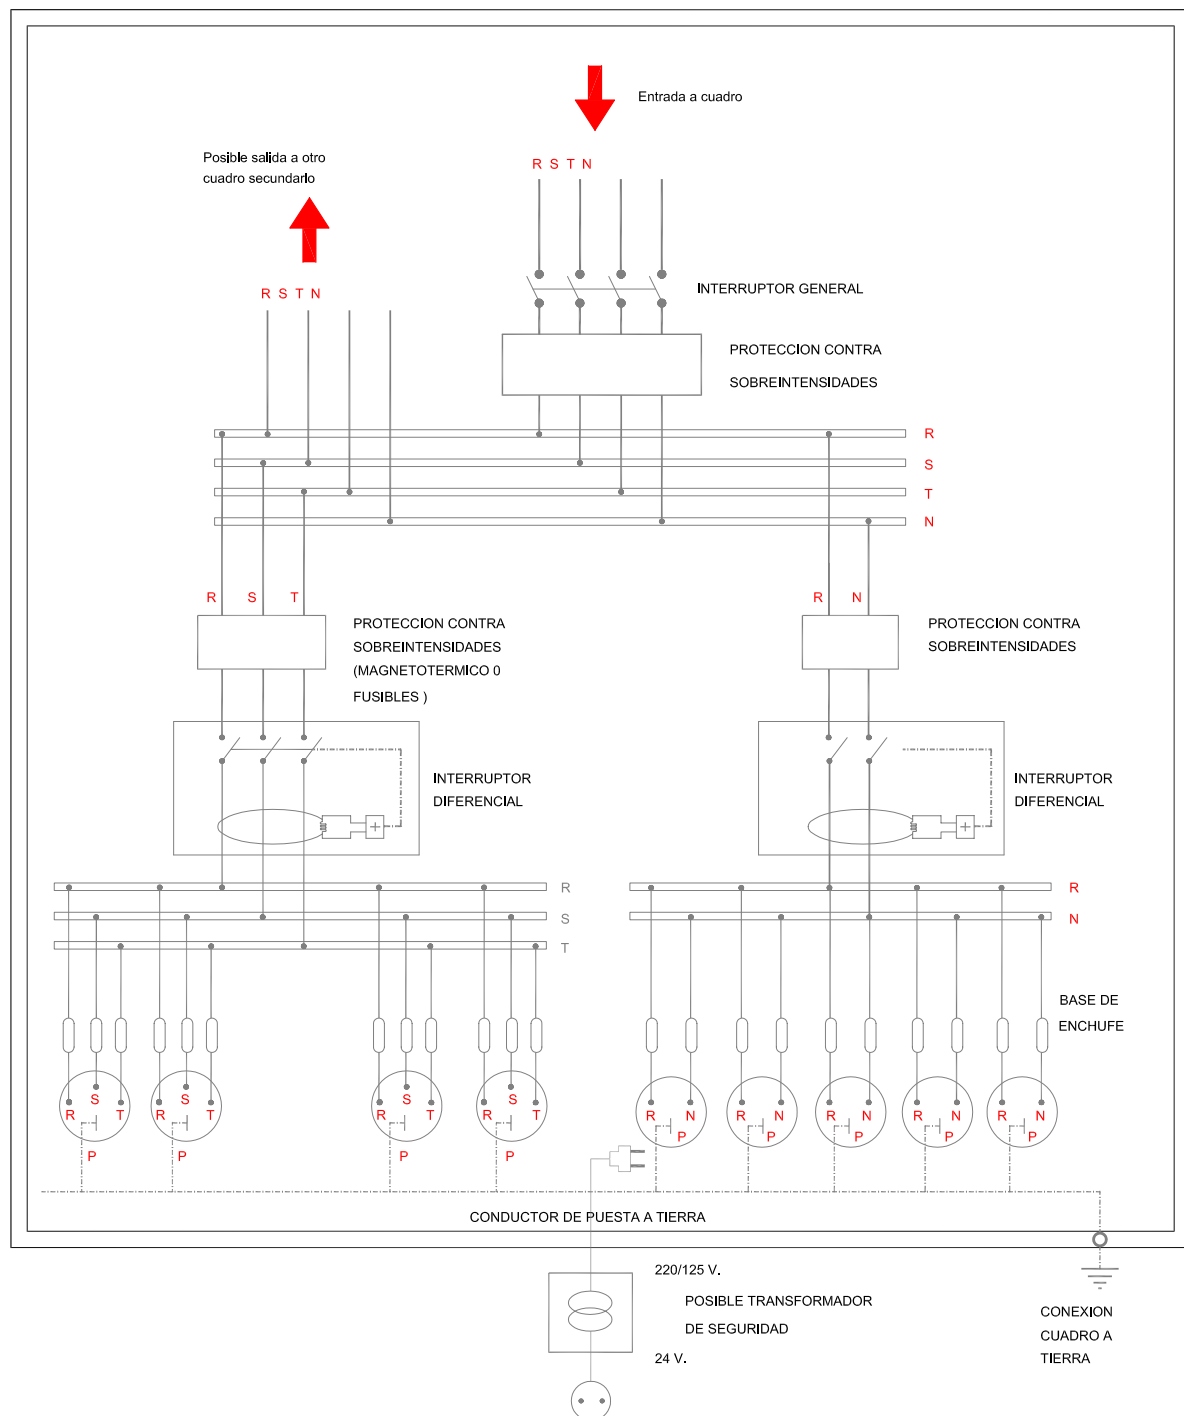 Entrada a cuadro
Posible salida a otro
cuadro secundario
R S T N
R S T N
INTERRUPTOR GENERAL
PROTECCION CONTRA
SOBREINTENSIDADES
R
S
T
N
R S T
R N
PROTECCION CONTRA
SOBREINTENSIDADES
(MAGNETOTERMICO 0
FUSIBLES )
PROTECCION CONTRA
SOBREINTENSIDADES
INTERRUPTOR
DIFERENCIAL
INTERRUPTOR
DIFERENCIAL
R
S
T
R
N
BASE DE
ENCHUFE
S
R T
P
S
R T
P
S
R T
P
S
R T
P
R N
P
R N
P
R N
P
R N
P
R N
P
CONDUCTOR DE PUESTA A TIERRA
220/125 V.
POSIBLE TRANSFORMADOR
DE SEGURIDAD
24 V.
CONEXION
CUADRO A
TIERRA